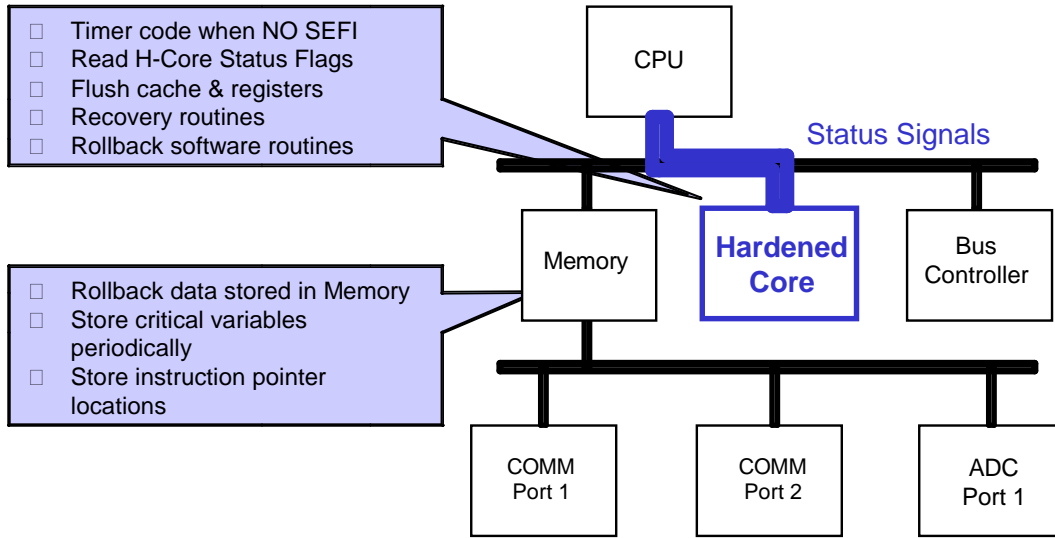 □ Timer code when NO SEFI
□ Read H-Core Status Flags
□ Flush cache & registers
□ Recovery routines
□ Rollback software routines
CPU
Status Signals
Memory
Hardened
Core
Bus
Controller
□ Rollback data stored in Memory
□ Store critical variables
periodically
□ Store instruction pointer
locations
COMM
Port 1
COMM
Port 2
ADC
Port 1